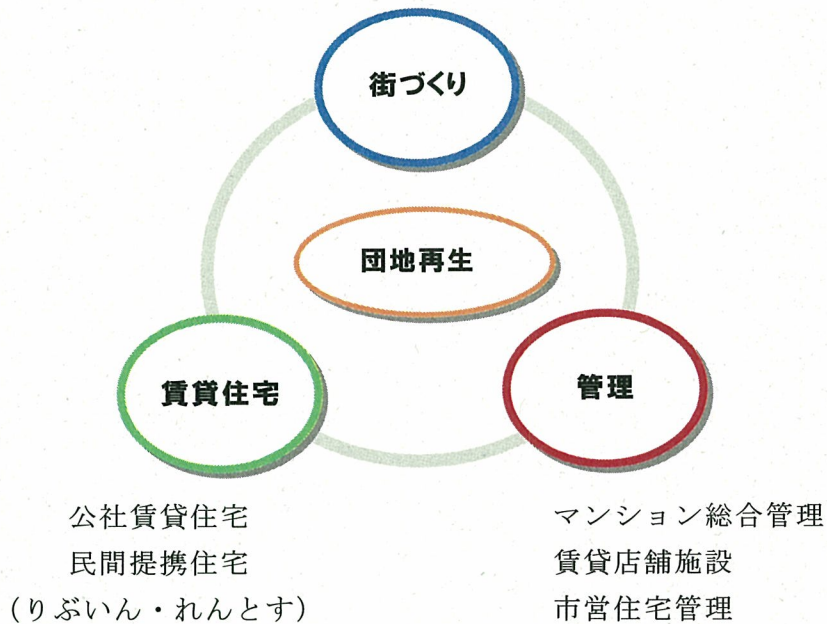 街づくり
団地再生
賃貸住宅
管理
公社賃貸住宅
民間提携住宅
（りぶいん・れんとす）
マンション総合管理
賃貸店舗施設
市営住宅管理